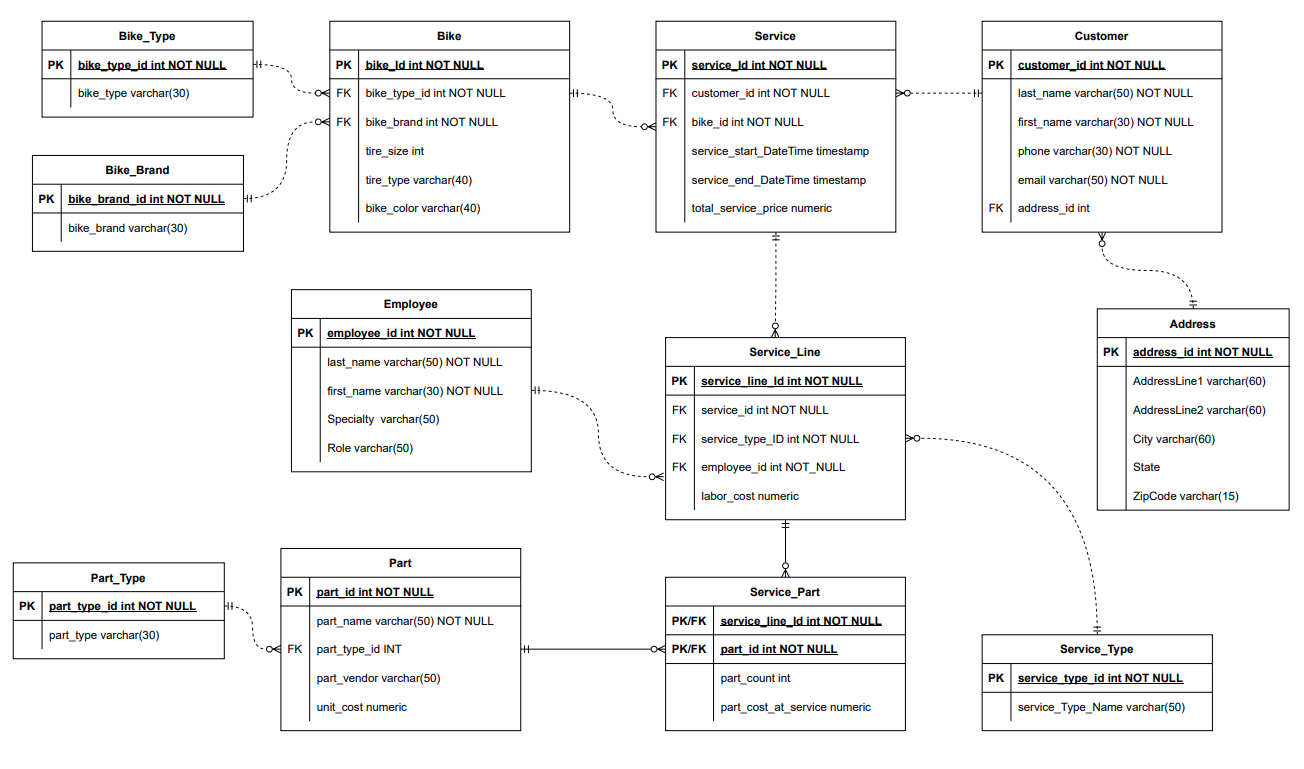 Bike_Type
PK bike_type_id int NOT NULL
bike_type varchar(30)
Bike_Brand
PK bike_brand_id int NOT NULL
bike_brand varchar(30)
Bike
PK bike_Id int NOT NULL
FK bike_type_id int NOT NULL
FK bike_brand int NOT NULL
tire_size int
tire_type varchar(40)
bike_color varchar(40)
Service
PK service_Id int NOT NULL
FK customer_id int NOT NULL
FK bike_id int NOT NULL
service_start_DateTime timestamp
service_end_DateTime timestamp
total_service_price numeric
Customer
PK customer_id int NOT NULL
last_name varchar(50) NOT NULL
first_name varchar(30) NOT NULL
phone varchar(30) NOT NULL
email varchar(50) NOT NULL
FK address_id int
Employee
PK employee_id int NOT NULL
last_name varchar(50) NOT NULL
first_name varchar(30) NOT NULL
Specialty varchar(50)
Role varchar(50)
Service_Line
PK service_line_Id int NOT NULL
FK service_id int NOT NULL
FK service_type_ID int NOT NULL
FK employee_id int NOT_NULL
labor_cost numeric
Address
PK address_id int NOT NULL
AddressLine1 varchar(60)
AddressLine2 varchar(60)
City varchar(60)
State
ZipCode varchar(15)
Part_Type
PK part_type_id int NOT NULL
part_type varchar(30)
Part
PK part_id int NOT NULL
part_name varchar(50) NOT NULL
FK part_type_id INT
part_vendor varchar(50)
unit_cost numeric
Service_Part
PK/FK service_line_Id int NOT NULL
PK/FK part_id int NOT NULL
part_count int
part_cost_at_service numeric
Service_Type
PK service_type_id int NOT NULL
service_Type_Name varchar(50)